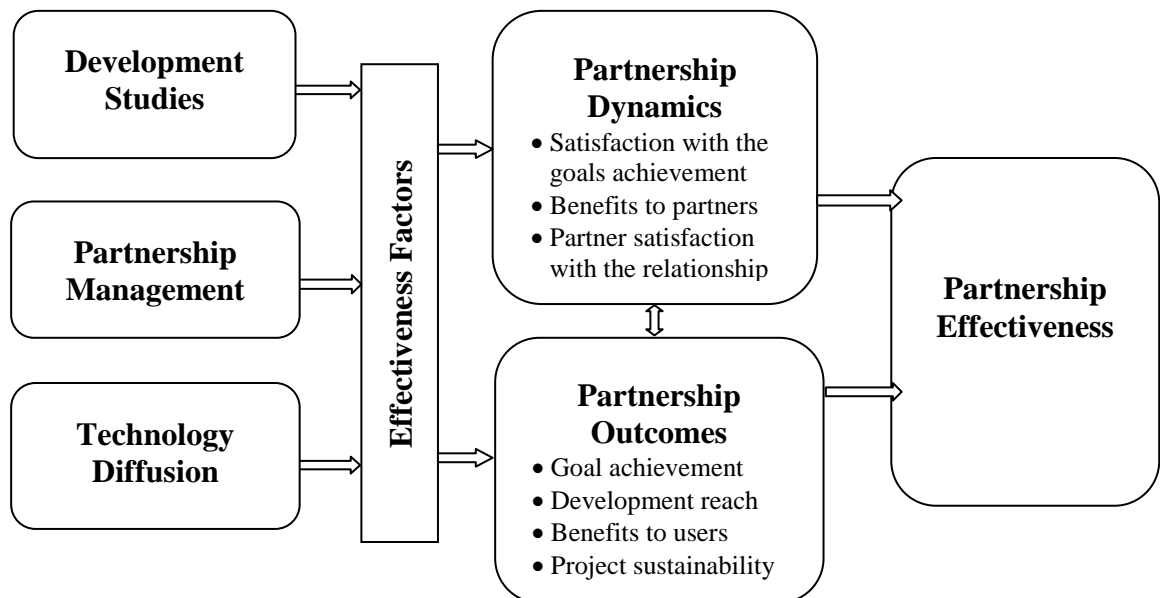 Development
Studies
Partnership
Management
Technology
Diffusion
Effectiveness Factors
Partnership
Dynamics
• Satisfaction with the
goals achievement
• Benefits to partners
• Partner satisfaction
with the relationship
Partnership
Outcomes
• Goal achievement
• Development reach
• Benefits to users
• Project sustainability
Partnership
Effectiveness